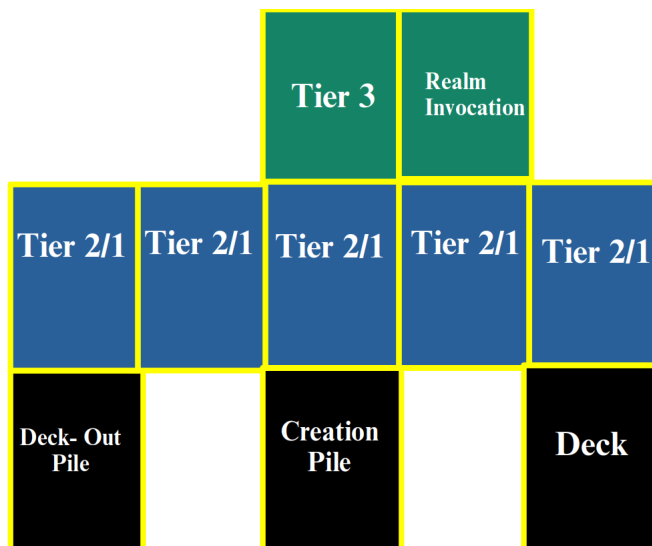 Tier 3
Realm
Invocation
Tier 2/1
Tier 2/1
Tier 2/1
Tier 2/1
Tier 2/1
Deck- Out
Pile
Creation
Pile
Deck